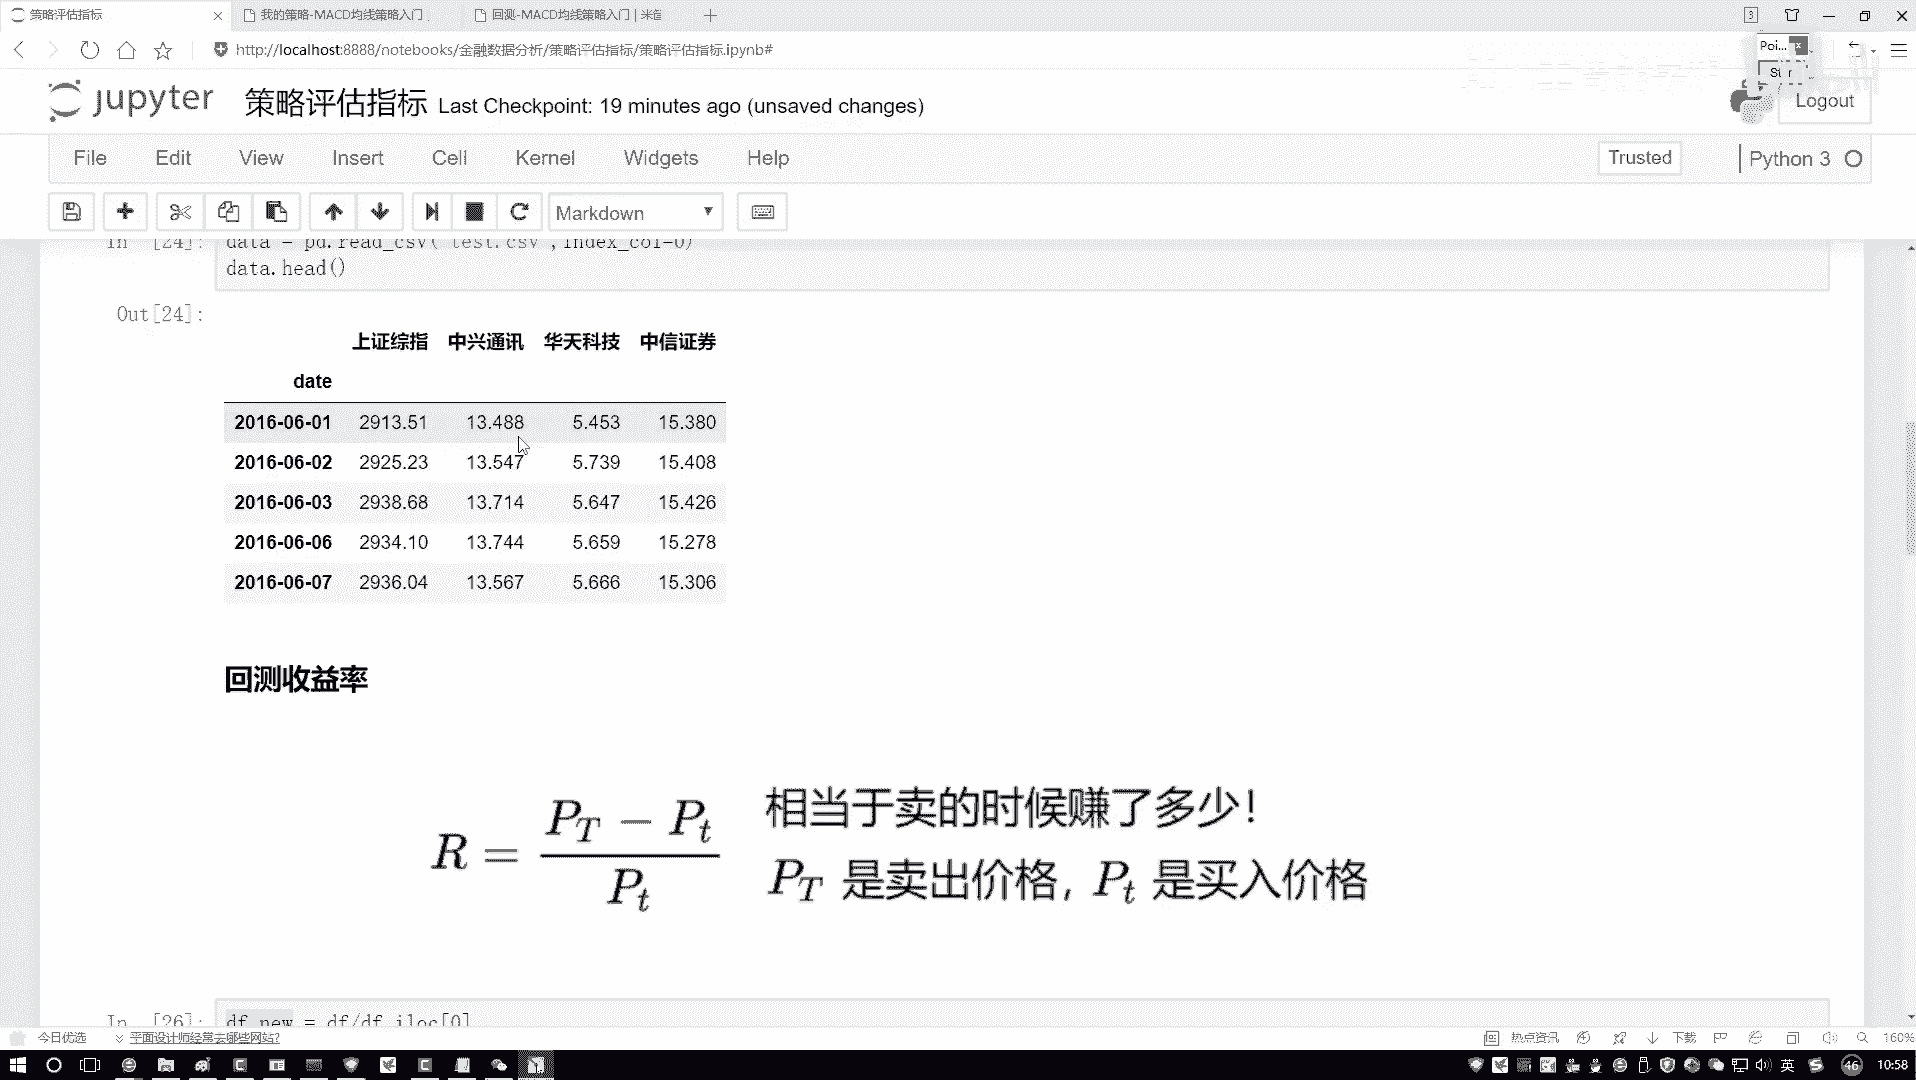 策略评估指标
我的策略-MACD均线策略入门
回测-MACD均线策略入门 | 米筐
3
http://localhost:8888/notebooks/金融数据分析/策略评估指标/策略评估指标.ipynb#
Poi...
jupyter 策略评估指标 Last Checkpoint: 19 minutes ago (unsaved changes)
Logout
File Edit View Insert Cell Kernel Widgets Help
Trusted Python 3
Markdown
In [24]: data = pd.read_csv('test.csv',index_col=0)
data.head()
Out[24]:
上证综指 中兴通讯 华天科技 中信证券
date
2016-06-01 2913.51 13.488 5.453 15.380
2016-06-02 2925.23 13.547 5.739 15.408
2016-06-03 2938.68 13.714 5.647 15.426
2016-06-06 2934.10 13.744 5.659 15.278
2016-06-07 2936.04 13.567 5.666 15.306
回测收益率
R = (P_T − P_t) / P_t
相当于卖的时候赚了多少！
P_T 是卖出价格，P_t 是买入价格
In [26]: df_new = df/df.iloc[0]
今日优选 平面设计师经常去哪些网站?
热点资讯 下载 160%
英 46 10:58